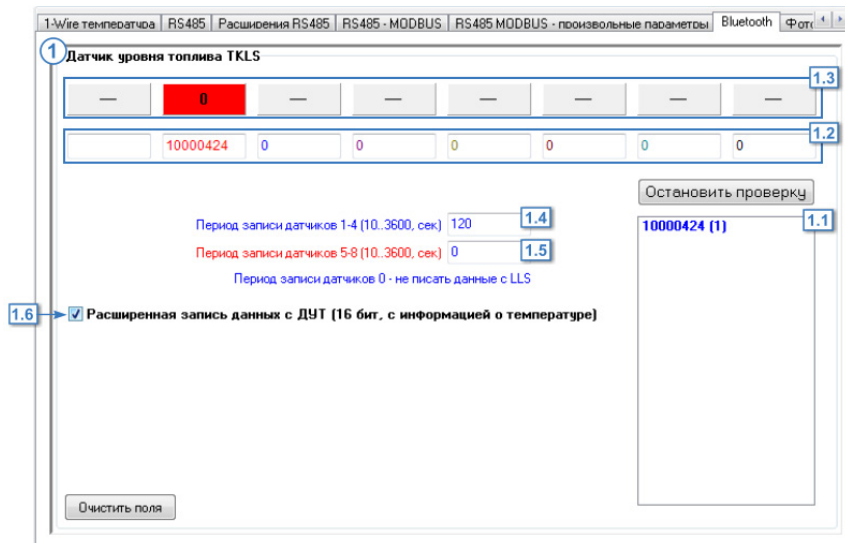 1-Wire температура RS485 Расширения RS485 RS485 - MODBUS RS485 MODBUS - произвольные параметры Bluetooth Фото
1 Датчик уровня топлива TKLS
1.3
— 0 — — — — — —
1.2
10000424 0 0 0 0 0 0
Остановить проверку
Период записи датчиков 1-4 (10..3600, сек) 120 1.4
10000424 (1) 1.1
Период записи датчиков 5-8 (10..3600, сек) 0 1.5
Период записи датчиков 0 - не писать данные с LLS
1.6 Расширенная запись данных с ДУТ (16 бит, с информацией о температуре)
Очистить поля